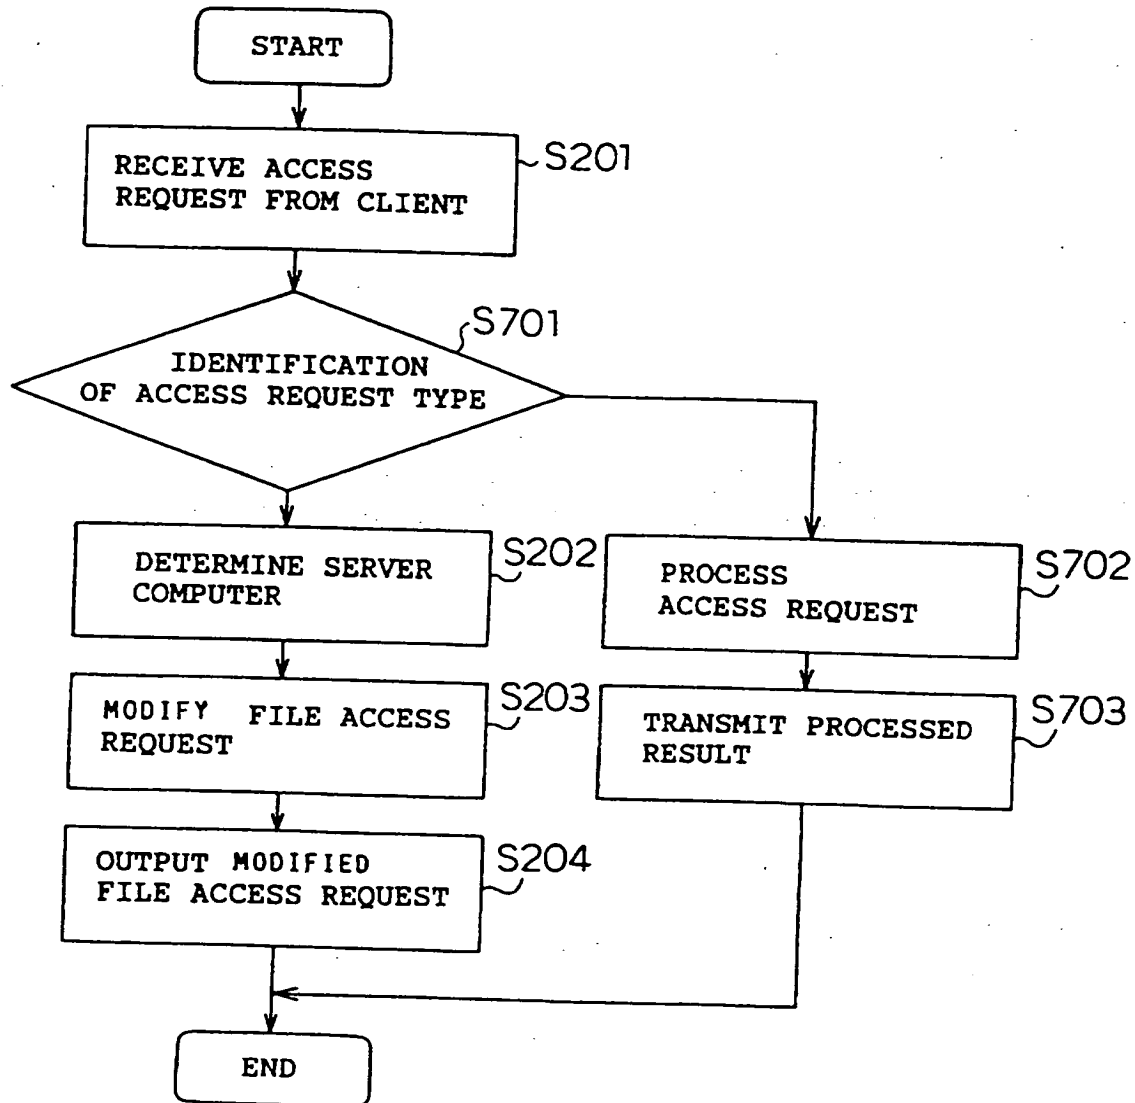 START
RECEIVE ACCESS
REQUEST FROM CLIENT
S201
IDENTIFICATION
OF ACCESS REQUEST TYPE
S701
DETERMINE SERVER
COMPUTER
S202
PROCESS
ACCESS REQUEST
S702
MODIFY FILE ACCESS
REQUEST
S203
TRANSMIT PROCESSED
RESULT
S703
OUTPUT MODIFIED
FILE ACCESS REQUEST
S204
END